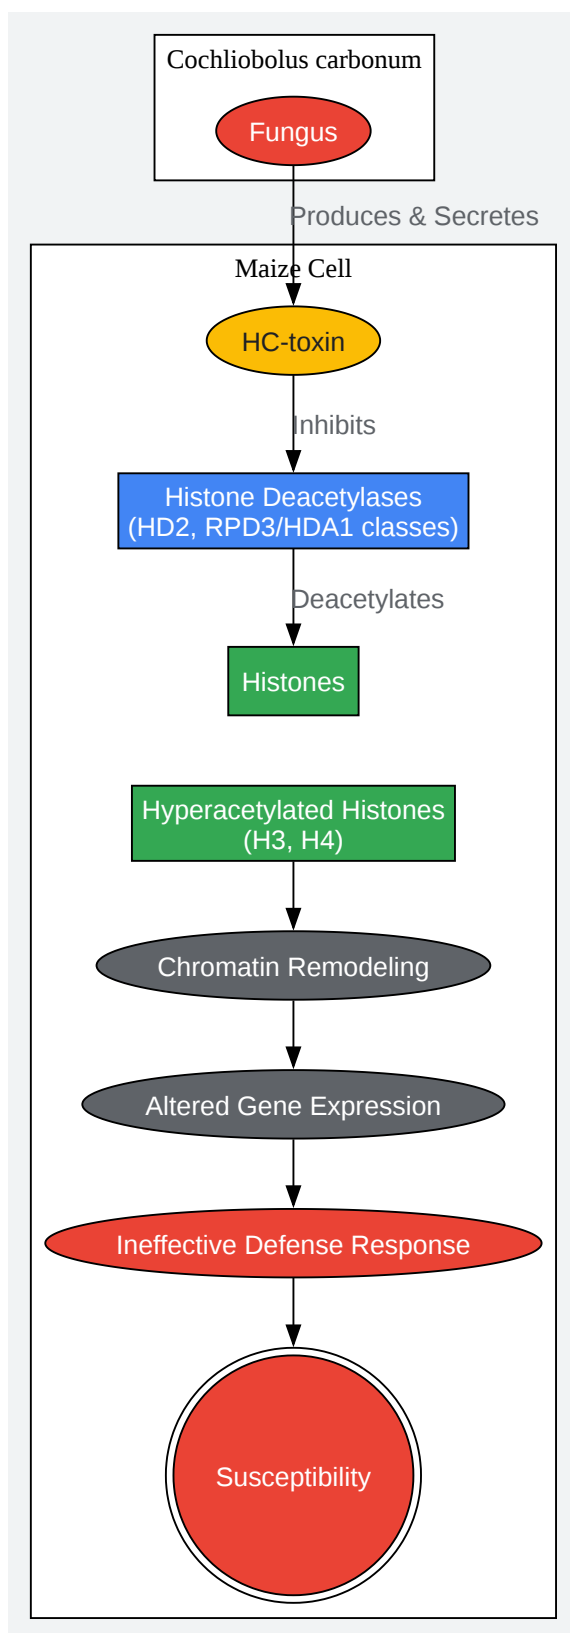 Cochliobolus carbonum
Fungus
Produces & Secretes
Maize Cell
HC-toxin
Inhibits
Histone Deacetylases
(HD2, RPD3/HDA1 classes)
Deacetylates
Histones
Hyperacetylated Histones
(H3, H4)
Chromatin Remodeling
Altered Gene Expression
Ineffective Defense Response
Susceptibility